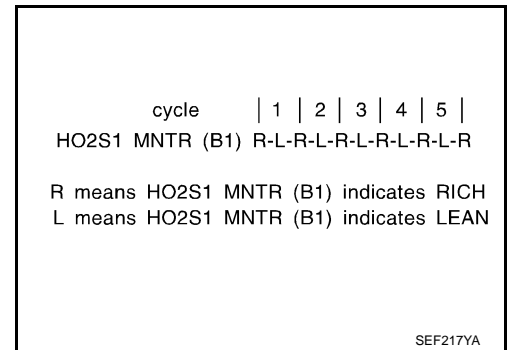 cycle | 1 | 2 | 3 | 4 | 5 |
HO2S1 MNTR (B1) R-L-R-L-R-L-R-L-R-L-R
R means HO2S1 MNTR (B1) indicates RICH
L means HO2S1 MNTR (B1) indicates LEAN
SEF217YA